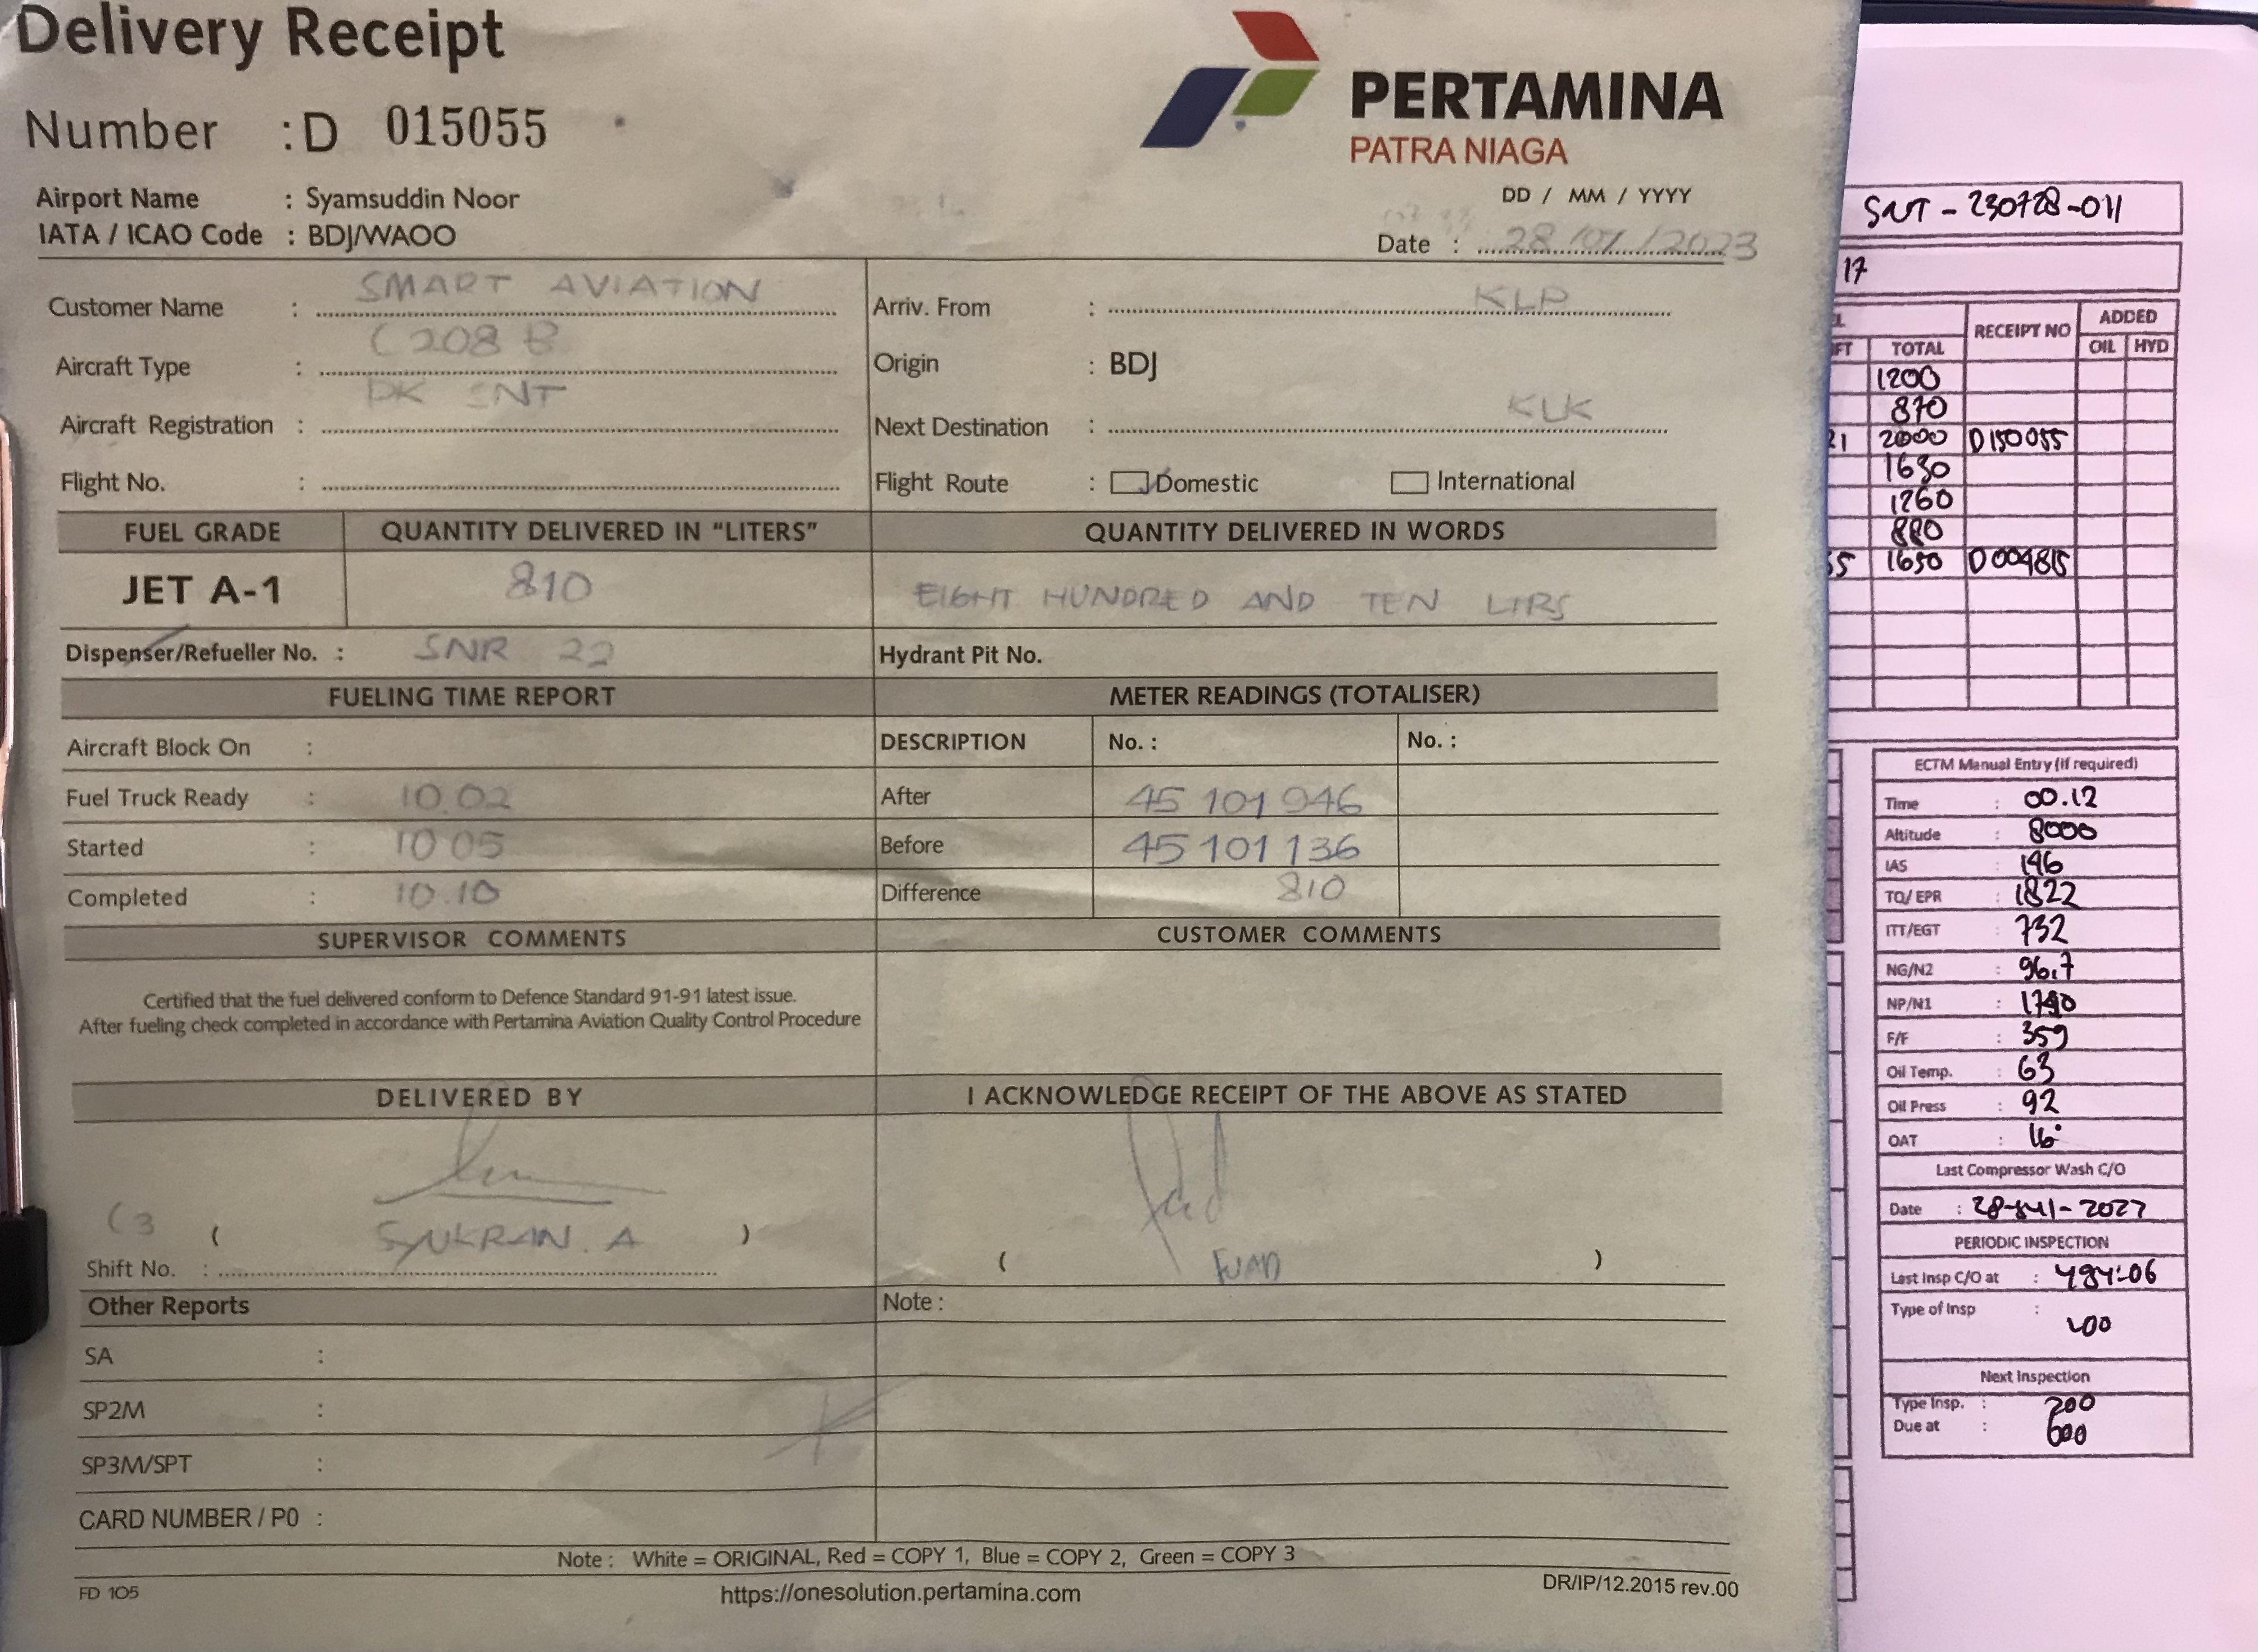 Delivery Receipt
Number : D 015055
PERTAMINA
PATRA NIAGA
Airport Name : Syamsuddin Noor
IATA / ICAO Code : BDJ/WAOO
DD / MM / YYYY
Date : 28/07/2023
Customer Name : SMART AVIATION
Arriv. From : KLP
Aircraft Type : C208 B
Origin : BDJ
Aircraft Registration : PK SNT
Next Destination : KLK
Flight No. :
Flight Route : Domestic International
FUEL GRADE QUANTITY DELIVERED IN "LITERS" QUANTITY DELIVERED IN WORDS
JET A-1 810 EIGHT HUNDRED AND TEN LTRS
Dispenser/Refueller No. : SNR 22 Hydrant Pit No.
FUELING TIME REPORT METER READINGS (TOTALISER)
Aircraft Block On : DESCRIPTION No. : No. :
Fuel Truck Ready : 10.02 After 45 101 946
Started : 10 05 Before 45 101 136
Completed : 10.10 Difference 810
SUPERVISOR COMMENTS CUSTOMER COMMENTS
Certified that the fuel delivered conform to Defence Standard 91-91 latest issue.
After fueling check completed in accordance with Pertamina Aviation Quality Control Procedure
DELIVERED BY I ACKNOWLEDGE RECEIPT OF THE ABOVE AS STATED
( SYUKRAN. A ) ( )
Shift No. :
Other Reports Note :
SA :
SP2M :
SP3M/SPT :
CARD NUMBER / P0 :
Note : White = ORIGINAL, Red = COPY 1, Blue = COPY 2, Green = COPY 3
FD 105 https://onesolution.pertamina.com DR/IP/12.2015 rev.00
SNT - 230728-011
17
TOTAL RECEIPT NO ADDED
OIL HYD
1200
870
2000 D150055
1630
1260
880
1650 D004815
ECTM Manual Entry (if required)
Time : 00.12
Altitude : 8000
IAS : 146
TQ/ EPR : 1822
ITT/EGT : 732
NG/N2 : 96.7
NP/N1 : 1790
F/F : 359
Oil Temp. : 63
Oil Press : 92
OAT : 16°
Last Compressor Wash C/O
Date : 28-Jul-2023
PERIODIC INSPECTION
Last Insp C/O at :
Type of Insp :
Next Inspection
Type Insp. : 200
Due at : 600